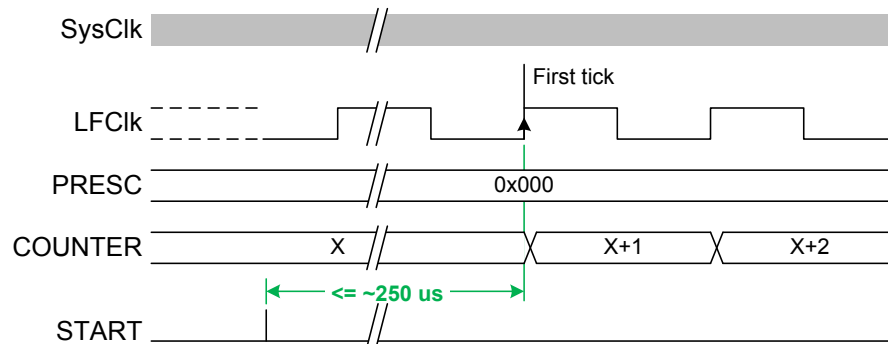 SysClk
First tick
LFClk
PRESC
0x000
COUNTER
X
X+1
X+2
<= ~250 us
START